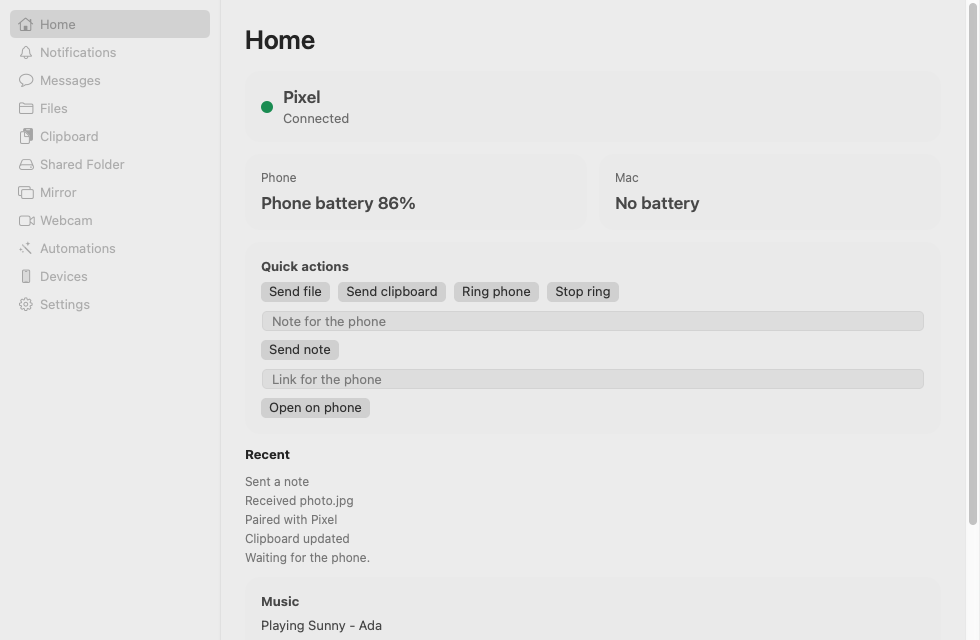 Home
Notifications
Messages
Files
Clipboard
Shared Folder
Mirror
Webcam
Automations
Devices
Settings
Home
Pixel
Connected
Phone
Phone battery 86%
Mac
No battery
Quick actions
Send file
Send clipboard
Ring phone
Stop ring
Note for the phone
Send note
Link for the phone
Open on phone
Recent
Sent a note
Received photo.jpg
Paired with Pixel
Clipboard updated
Waiting for the phone.
Music
Playing Sunny - Ada